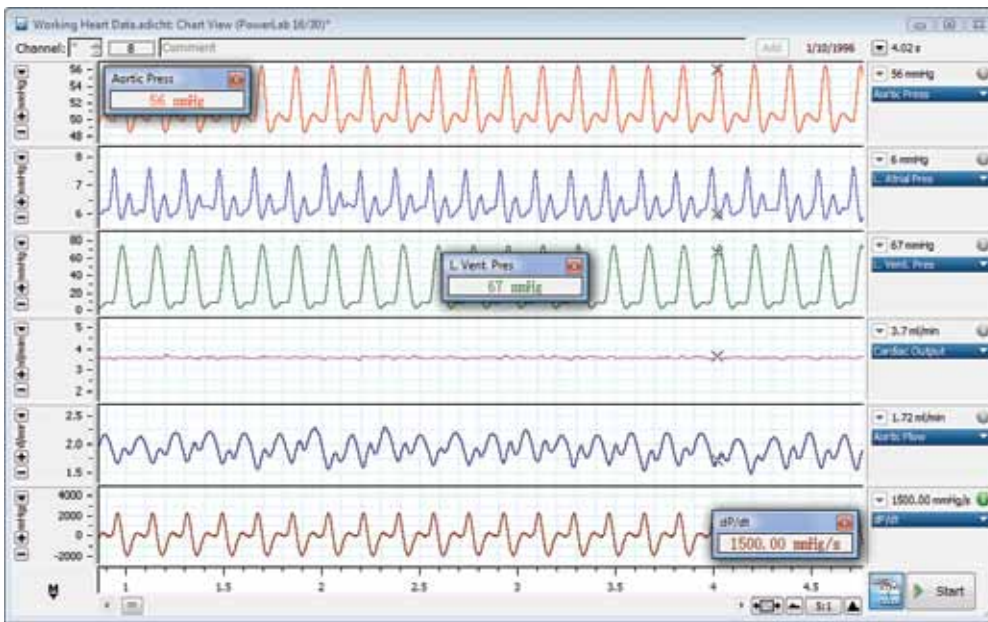 Working Heart Data.adicht: Chart View (PowerLab 16/30)*
Channel: 8 Comment Add 1/10/1996 4.02 s
Aortic Press
56 mmHg
56
54
52
50
48
56 mmHg
Aortic Press
8
7
6
6 mmHg
L. Atrial Pres
80
60
40
20
0
L. Vent. Pres
67 mmHg
67 mmHg
L. Vent. Pres
5
4
3
2
3.7 ml/min
Cardiac Output
2.5
2.0
1.5
1.72 ml/min
Aortic Flow
4000
2000
0
-2000
dP/dt
1500.00 mmHg/s
1500.00 mmHg/s
dP/dt
1 1.5 2 2.5 3 3.5 4 4.5
5:1
Start